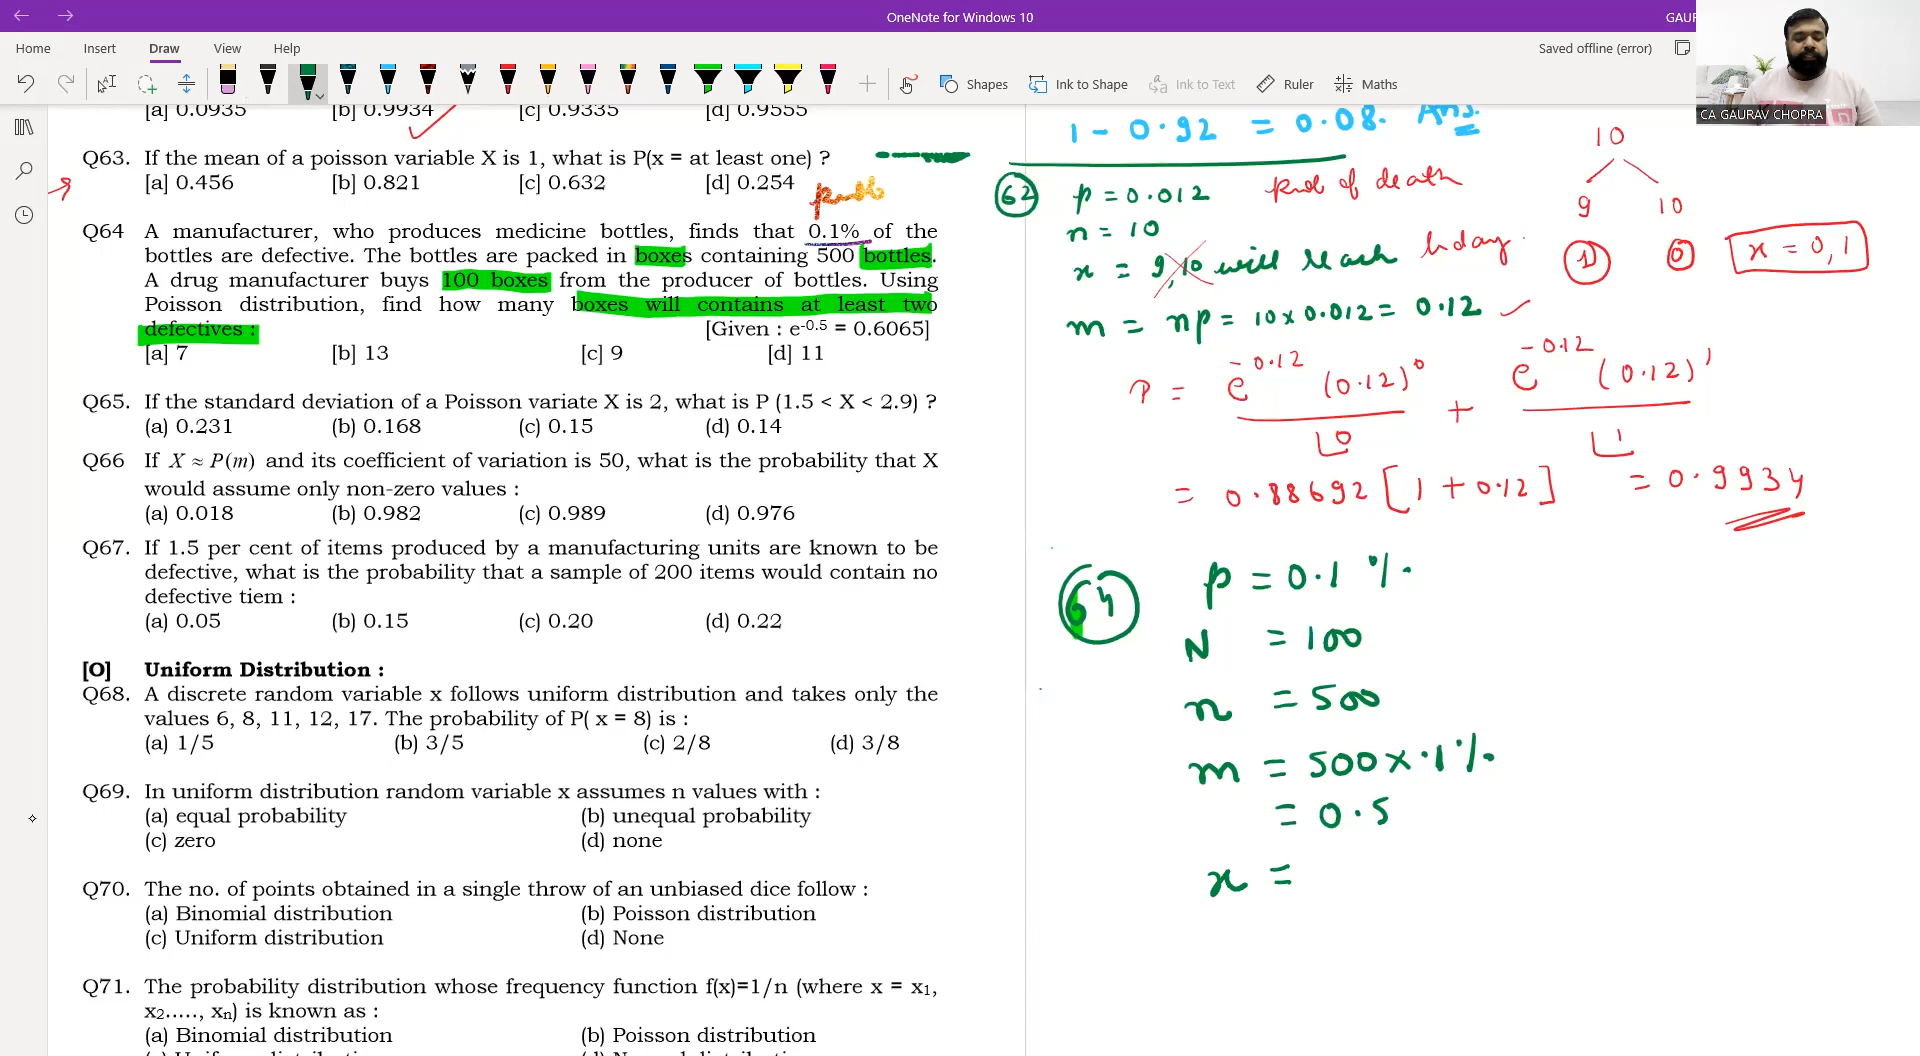 OneNote for Windows 10
GAUR
Home Insert Draw View Help
Saved offline (error)
Shapes Ink to Shape Ink to Text Ruler Maths
CA GAURAV CHOPRA
[a] 0.0935 [b] 0.9934 [c] 0.9335 [d] 0.9555
Q63. If the mean of a poisson variable X is 1, what is P(x = at least one) ?
[a] 0.456 [b] 0.821 [c] 0.632 [d] 0.254
prob
Q64 A manufacturer, who produces medicine bottles, finds that 0.1% of the
bottles are defective. The bottles are packed in boxes containing 500 bottles.
A drug manufacturer buys 100 boxes from the producer of bottles. Using
Poisson distribution, find how many boxes will contains at least two
defectives : [Given : e⁻⁰·⁵ = 0.6065]
[a] 7 [b] 13 [c] 9 [d] 11
Q65. If the standard deviation of a Poisson variate X is 2, what is P (1.5 < X < 2.9) ?
(a) 0.231 (b) 0.168 (c) 0.15 (d) 0.14
Q66 If X ≈ P(m) and its coefficient of variation is 50, what is the probability that X
would assume only non-zero values :
(a) 0.018 (b) 0.982 (c) 0.989 (d) 0.976
Q67. If 1.5 per cent of items produced by a manufacturing units are known to be
defective, what is the probability that a sample of 200 items would contain no
defective tiem :
(a) 0.05 (b) 0.15 (c) 0.20 (d) 0.22
[O] Uniform Distribution :
Q68. A discrete random variable x follows uniform distribution and takes only the
values 6, 8, 11, 12, 17. The probability of P( x = 8) is :
(a) 1/5 (b) 3/5 (c) 2/8 (d) 3/8
Q69. In uniform distribution random variable x assumes n values with :
(a) equal probability (b) unequal probability
(c) zero (d) none
Q70. The no. of points obtained in a single throw of an unbiased dice follow :
(a) Binomial distribution (b) Poisson distribution
(c) Uniform distribution (d) None
Q71. The probability distribution whose frequency function f(x)=1/n (where x = x₁,
x₂....., xₙ) is known as :
(a) Binomial distribution (b) Poisson distribution
1 - 0.92 = 0.08. Ans.
62 p = 0.012 prob of death
n = 10
x = 9,10 will reach bday.
m = np = 10 x 0.012 = 0.12
10
9 10
1 0
x = 0, 1
P = e^-0.12 (0.12)^0 / 0 + e^-0.12 (0.12)^1 / 1
= 0.88692 [1 + 0.12] = 0.9934
64 p = 0.1 %.
N = 100
n = 500
m = 500 x .1%.
= 0.5
x =